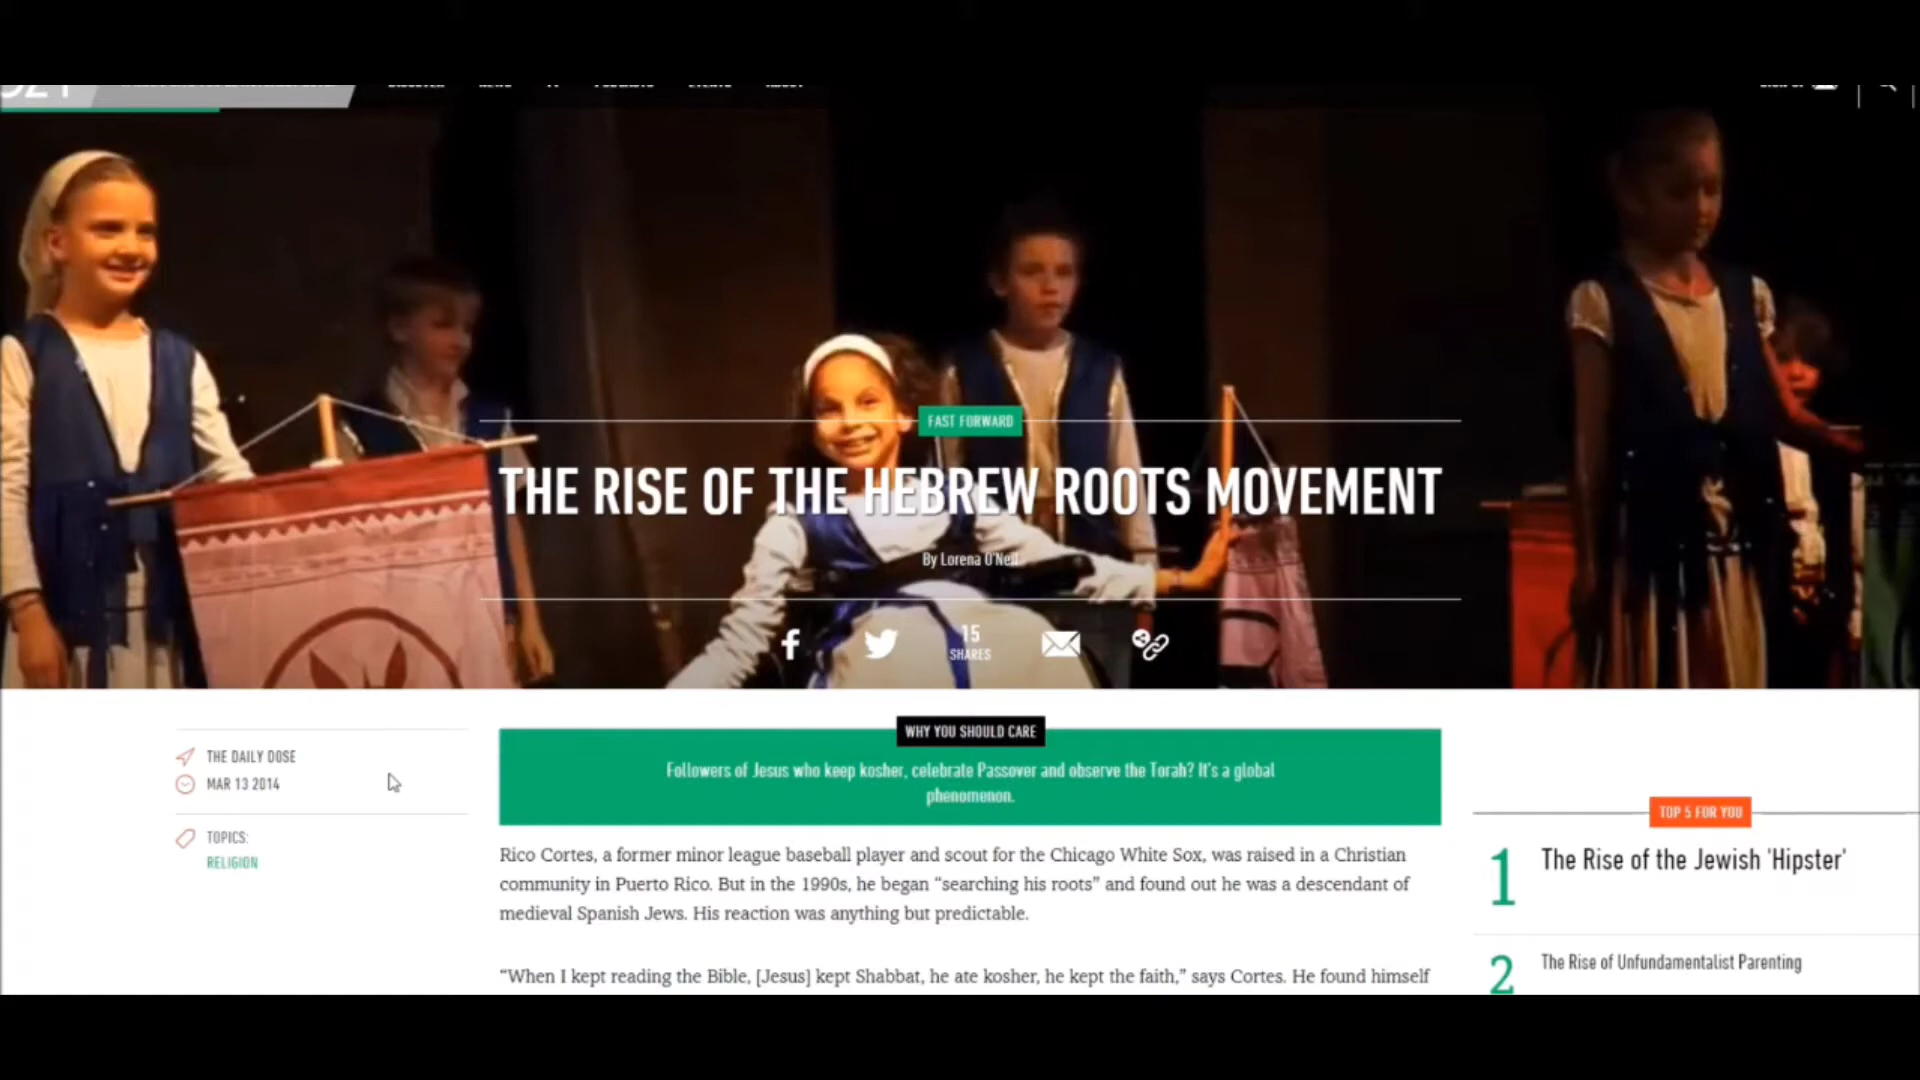 FAST FORWARD
THE RISE OF THE HEBREW ROOTS MOVEMENT
By Lorena O'Neil
15
SHARES
THE DAILY DOSE
MAR 13 2014
TOPICS:
RELIGION
WHY YOU SHOULD CARE
Followers of Jesus who keep kosher, celebrate Passover and observe the Torah? It's a global
phenomenon.
Rico Cortes, a former minor league baseball player and scout for the Chicago White Sox, was raised in a Christian
community in Puerto Rico. But in the 1990s, he began “searching his roots” and found out he was a descendant of
medieval Spanish Jews. His reaction was anything but predictable.
“When I kept reading the Bible, [Jesus] kept Shabbat, he ate kosher, he kept the faith,” says Cortes. He found himself
TOP 5 FOR YOU
1
The Rise of the Jewish 'Hipster'
2
The Rise of Unfundamentalist Parenting